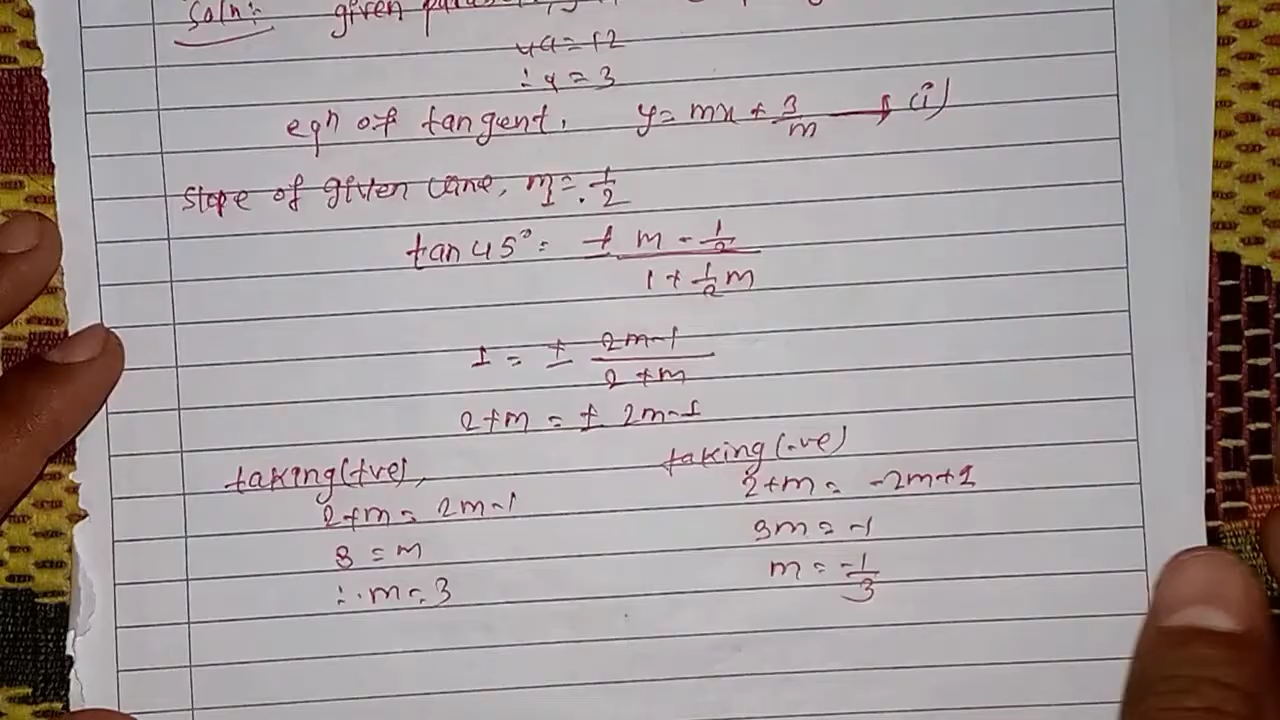 Soln: given
4a = 12
∴ a = 3
eqn of tangent, y = mx + 3/m → (i)
slope of given line, m1 = 1/2
tan 45° = ± m - 1/2 / 1 + 1/2 m
1 = ± 2m-1 / 2+m
2+m = ± 2m-1
taking(+ve), taking (-ve)
2+m = 2m-1 2+m = -2m+1
3 = m 3m = -1
∴ m = 3 m = -1/3